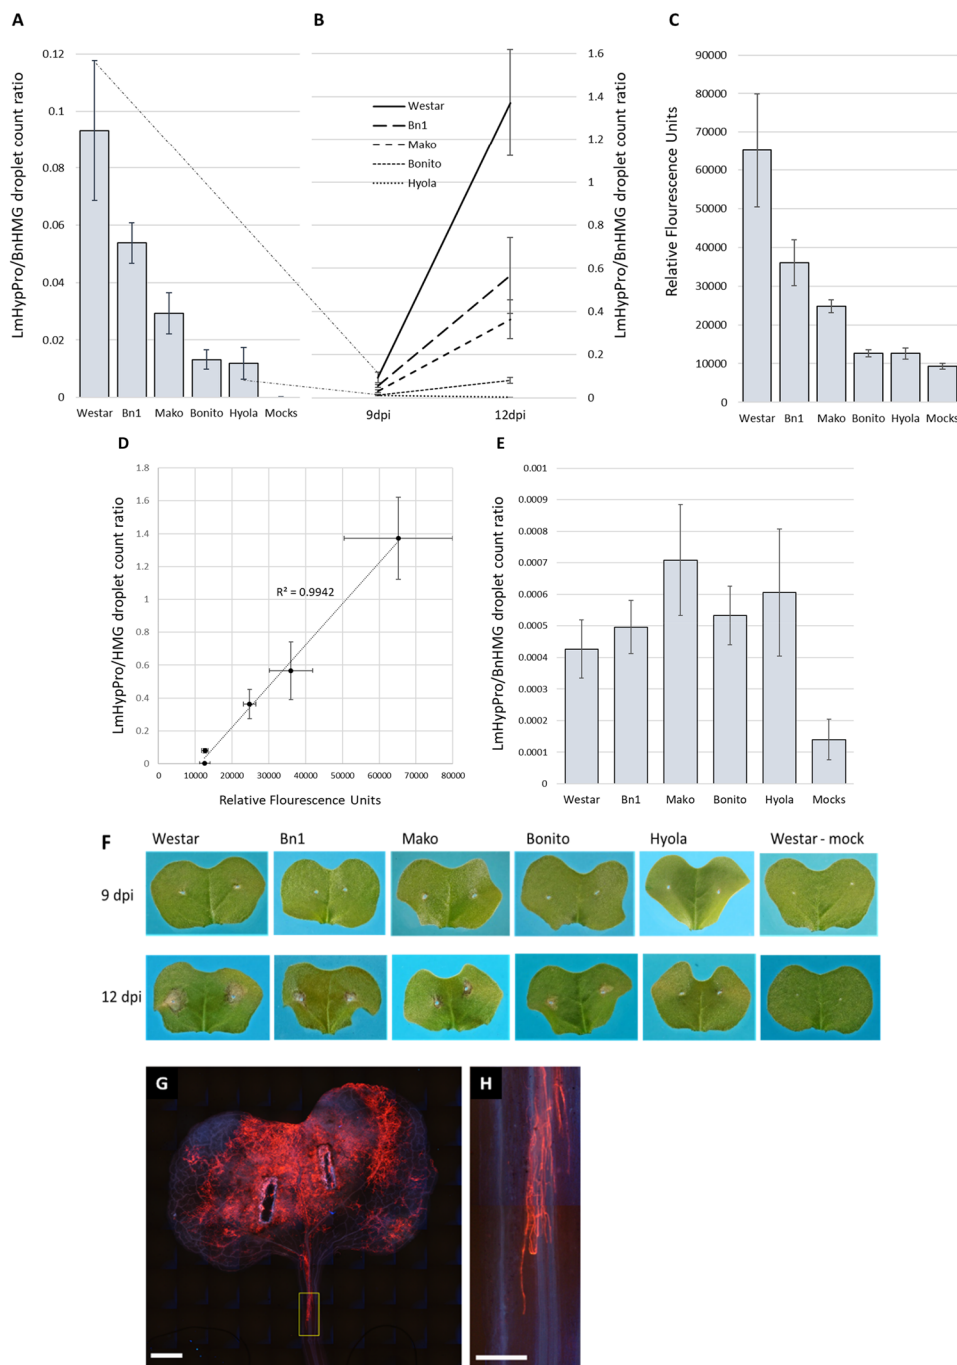 A
B
C
LmHypPro/BnHMG droplet count ratio
0.12
0.1
0.08
0.06
0.04
0.02
0
Westar Bn1 Mako Bonito Hyola Mocks
Westar
Bn1
Mako
Bonito
Hyola
9dpi 12dpi
1.6
1.4
1.2
1
0.8
0.6
0.4
0.2
0
LmHypPro/BnHMG droplet count ratio
Relative Flourescence Units
90000
80000
70000
60000
50000
40000
30000
20000
10000
0
Westar Bn1 Mako Bonito Hyola Mocks
D
LmHypPro/HMG droplet count ratio
1.8
1.6
1.4
1.2
1
0.8
0.6
0.4
0.2
0
R² = 0.9942
0 10000 20000 30000 40000 50000 60000 70000 80000
Relative Flourescence Units
E
LmHypPro/BnHMG droplet count ratio
0.001
0.0009
0.0008
0.0007
0.0006
0.0005
0.0004
0.0003
0.0002
0.0001
0
Westar Bn1 Mako Bonito Hyola Mocks
F
Westar Bn1 Mako Bonito Hyola Westar - mock
9 dpi
12 dpi
G
H